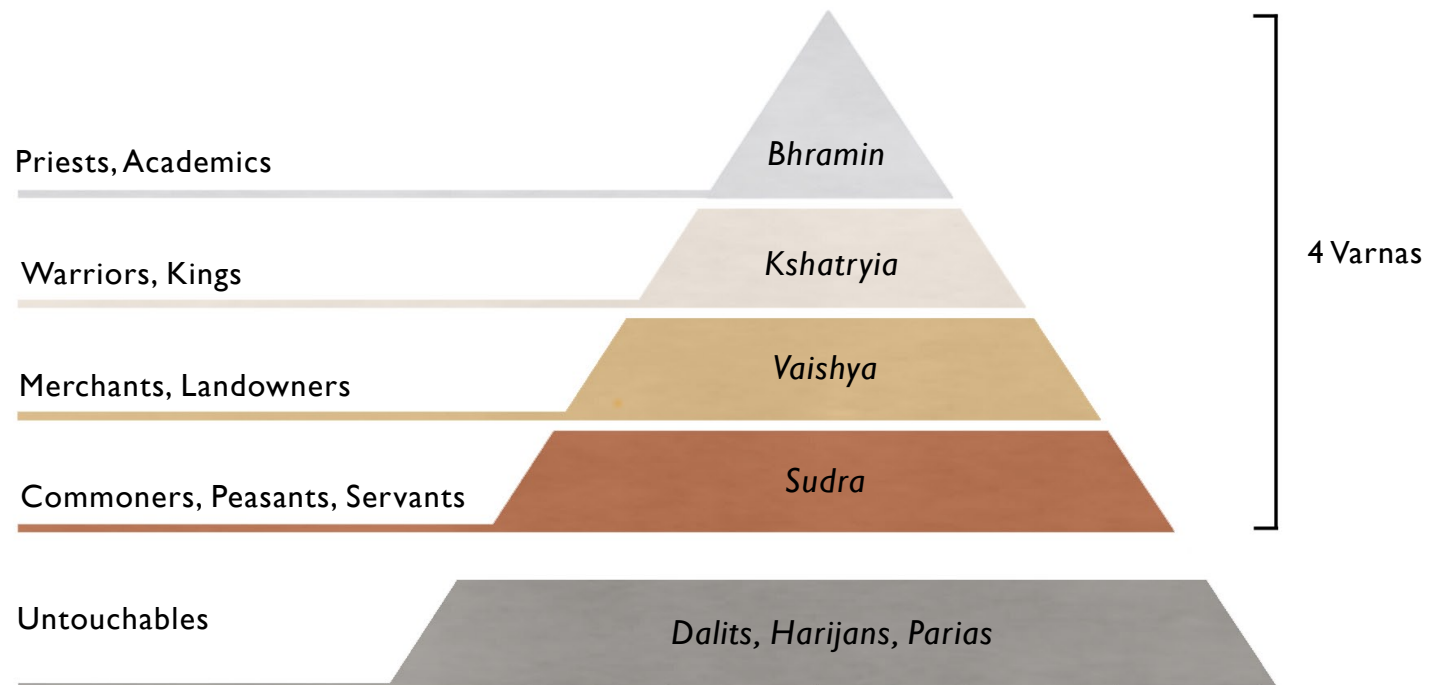 Priests, Academics
Bhramin
Warriors, Kings
Kshatryia
4 Varnas
Merchants, Landowners
Vaishya
Commoners, Peasants, Servants
Sudra
Untouchables
Dalits, Harijans, Parias